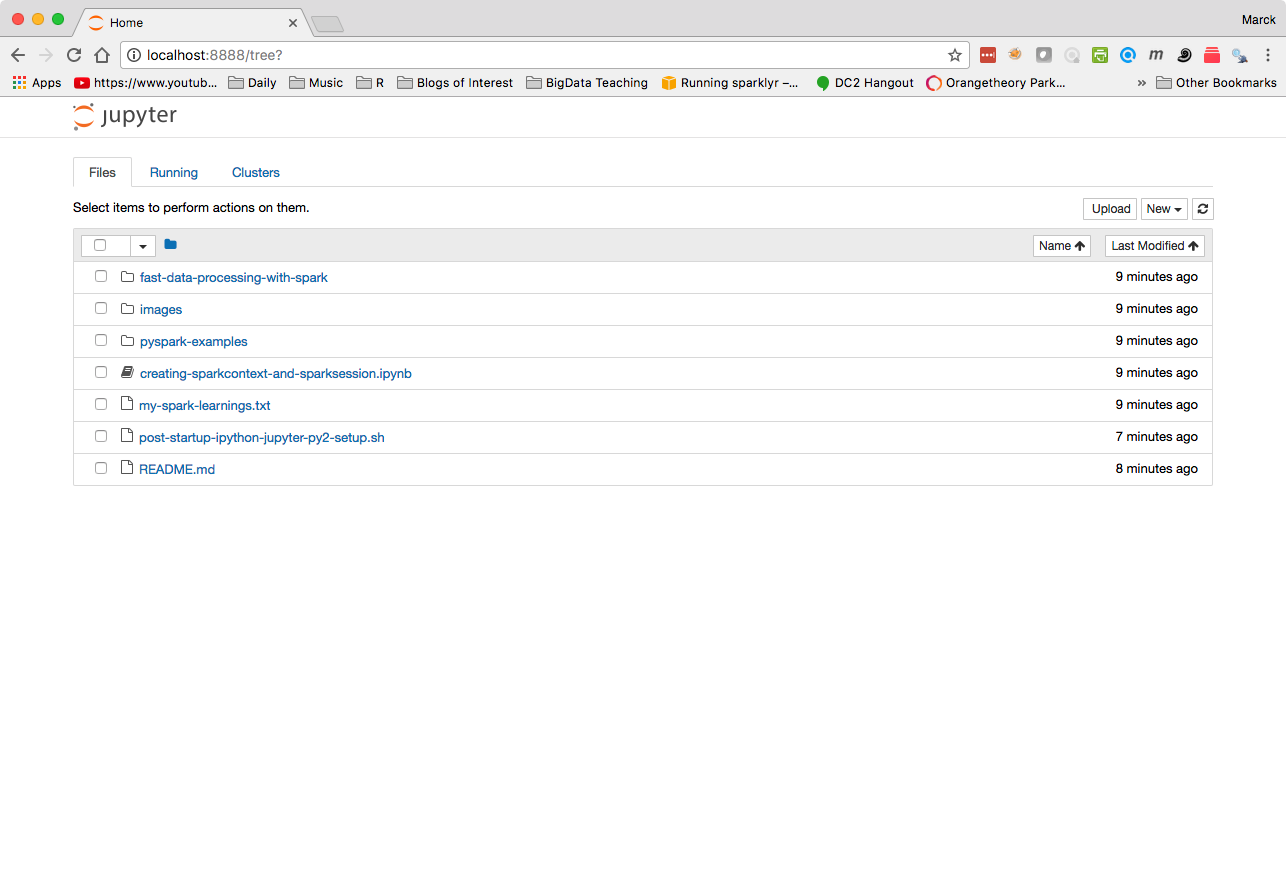 Home
Marck
localhost:8888/tree?
m
Apps https://www.youtub... Daily Music R Blogs of Interest BigData Teaching Running sparklyr –... DC2 Hangout Orangetheory Park... » Other Bookmarks
jupyter
Files Running Clusters
Select items to perform actions on them. Upload New
Name Last Modified
fast-data-processing-with-spark 9 minutes ago
images 9 minutes ago
pyspark-examples 9 minutes ago
creating-sparkcontext-and-sparksession.ipynb 9 minutes ago
my-spark-learnings.txt 9 minutes ago
post-startup-ipython-jupyter-py2-setup.sh 7 minutes ago
README.md 8 minutes ago